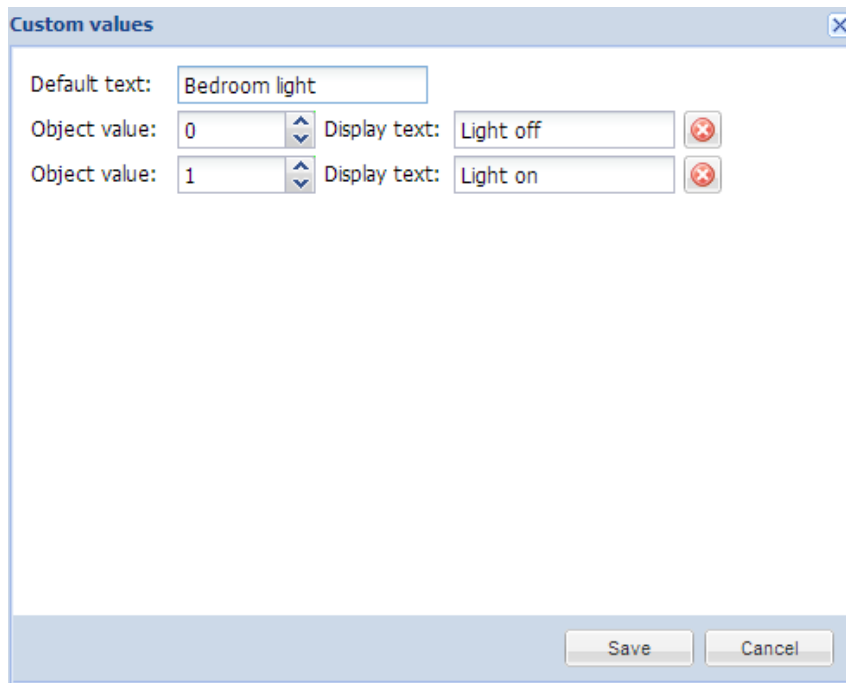 Custom values
Default text: Bedroom light
Object value: 0 Display text: Light off
Object value: 1 Display text: Light on
Save Cancel